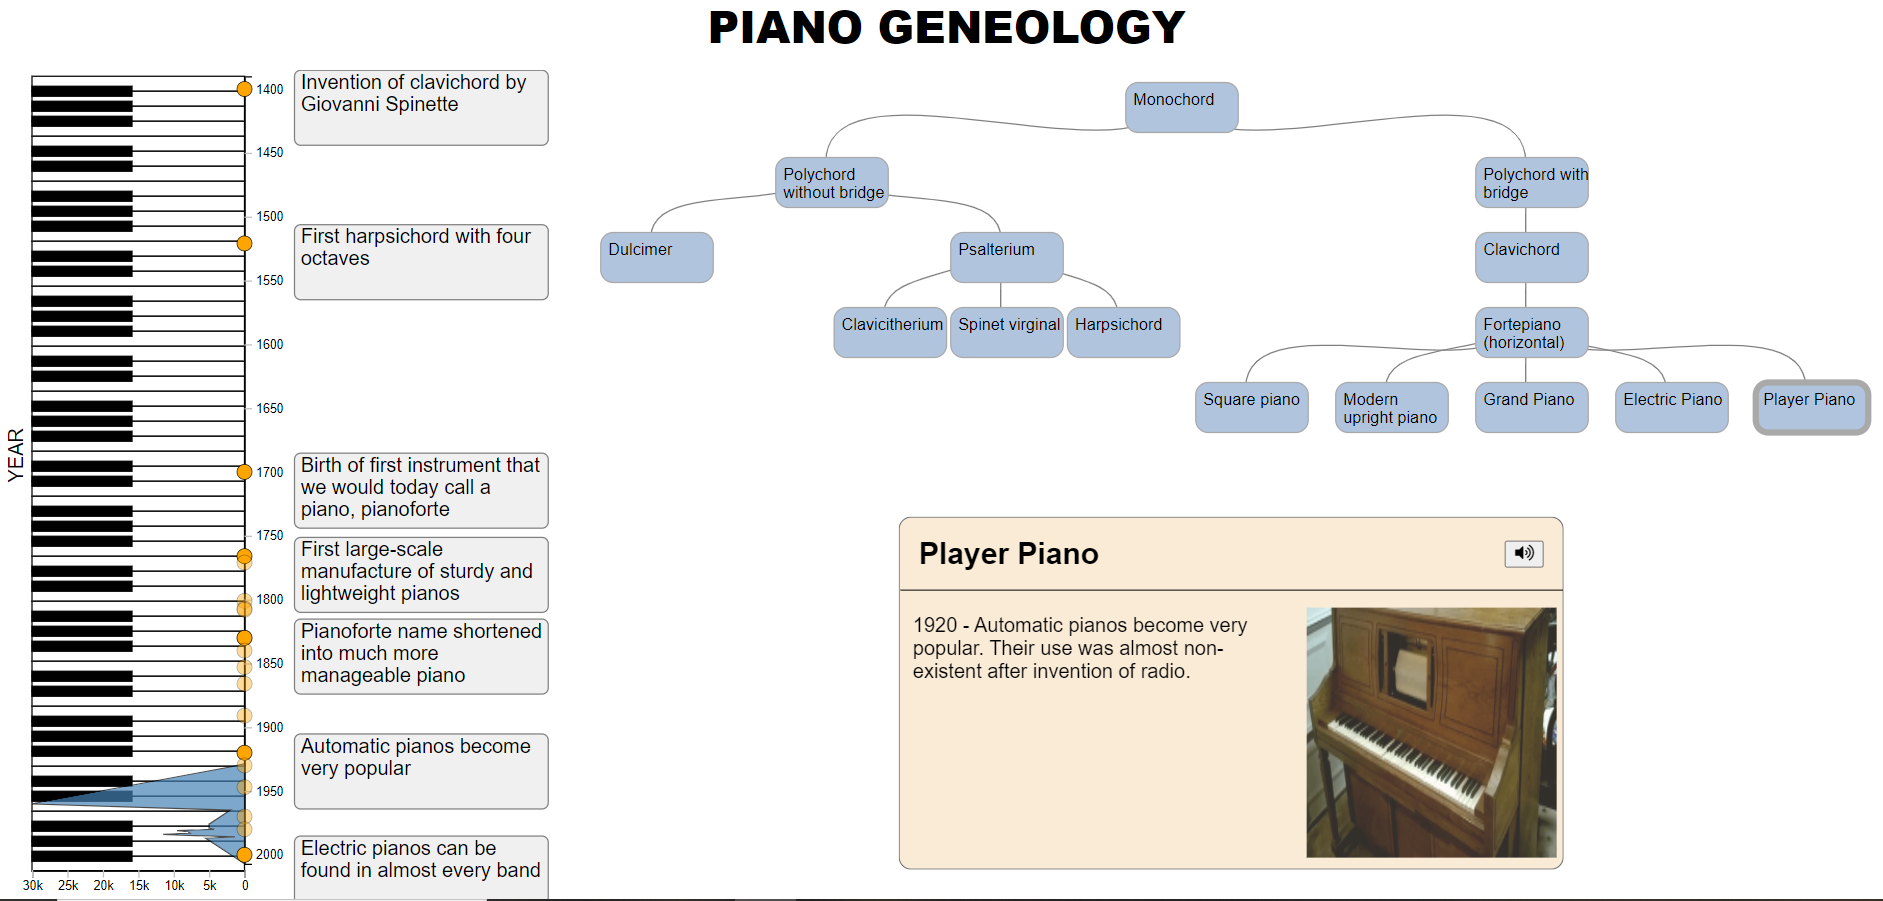 PIANO GENEOLOGY
YEAR
1400
1450
1500
1550
1600
1650
1700
1750
1800
1850
1900
1950
2000
30k
25k
20k
15k
10k
5k
0
Invention of clavichord by
Giovanni Spinette
First harpsichord with four
octaves
Birth of first instrument that
we would today call a
piano, pianoforte
First large-scale
manufacture of sturdy and
lightweight pianos
Pianoforte name shortened
into much more
manageable piano
Automatic pianos become
very popular
Electric pianos can be
found in almost every band
Monochord
Polychord
without bridge
Polychord with
bridge
Dulcimer
Psalterium
Clavichord
Clavicitherium
Spinet virginal
Harpsichord
Fortepiano
(horizontal)
Square piano
Modern
upright piano
Grand Piano
Electric Piano
Player Piano
Player Piano
1920 - Automatic pianos become very
popular. Their use was almost non-
existent after invention of radio.